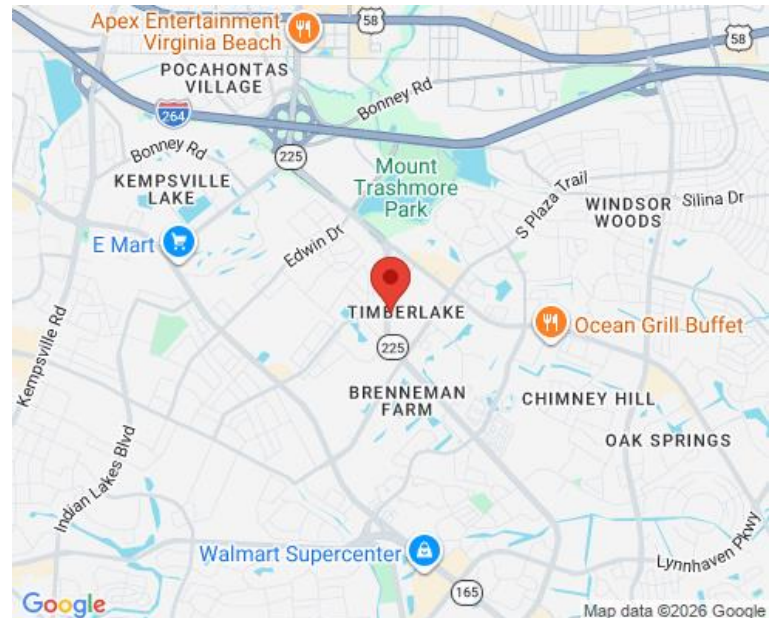 Apex Entertainment
Virginia Beach
58
58
POCAHONTAS
VILLAGE
Bonney Rd
264
Bonney Rd
225
Mount
Trashmore
Park
KEMPSVILLE
LAKE
S Plaza Trail
WINDSOR
WOODS
Silina Dr
E Mart
Edwin Dr
Kempsville Rd
TIMBERLAKE
Ocean Grill Buffet
225
BRENNEMAN
FARM
CHIMNEY HILL
OAK SPRINGS
Indian Lakes Blvd
Walmart Supercenter
Lynnhaven Pkwy
165
Google
Map data ©2026 Google